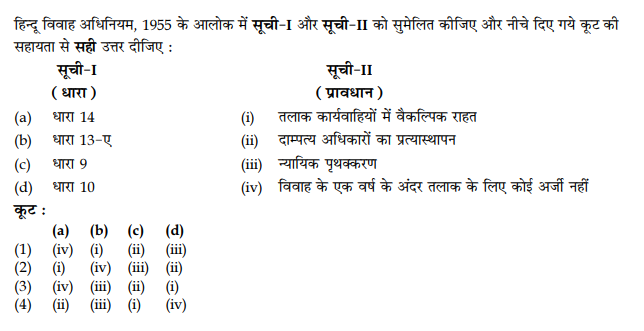 हिन्दू विवाह अधिनियम, 1955 के आलोक में सूची-I और सूची-II को सुमेलित कीजिए और नीचे दिए गये कूट की
सहायता से सही उत्तर दीजिए :
सूची-I सूची-II
( धारा ) ( प्रावधान )
(a) धारा 14 (i) तलाक कार्यवाहियों में वैकल्पिक राहत
(b) धारा 13-ए (ii) दाम्पत्य अधिकारों का प्रत्यास्थापन
(c) धारा 9 (iii) न्यायिक पृथक्करण
(d) धारा 10 (iv) विवाह के एक वर्ष के अंदर तलाक के लिए कोई अर्जी नहीं
कूट :
(a) (b) (c) (d)
(1) (iv) (i) (ii) (iii)
(2) (i) (iv) (iii) (ii)
(3) (iv) (iii) (ii) (i)
(4) (ii) (iii) (i) (iv)